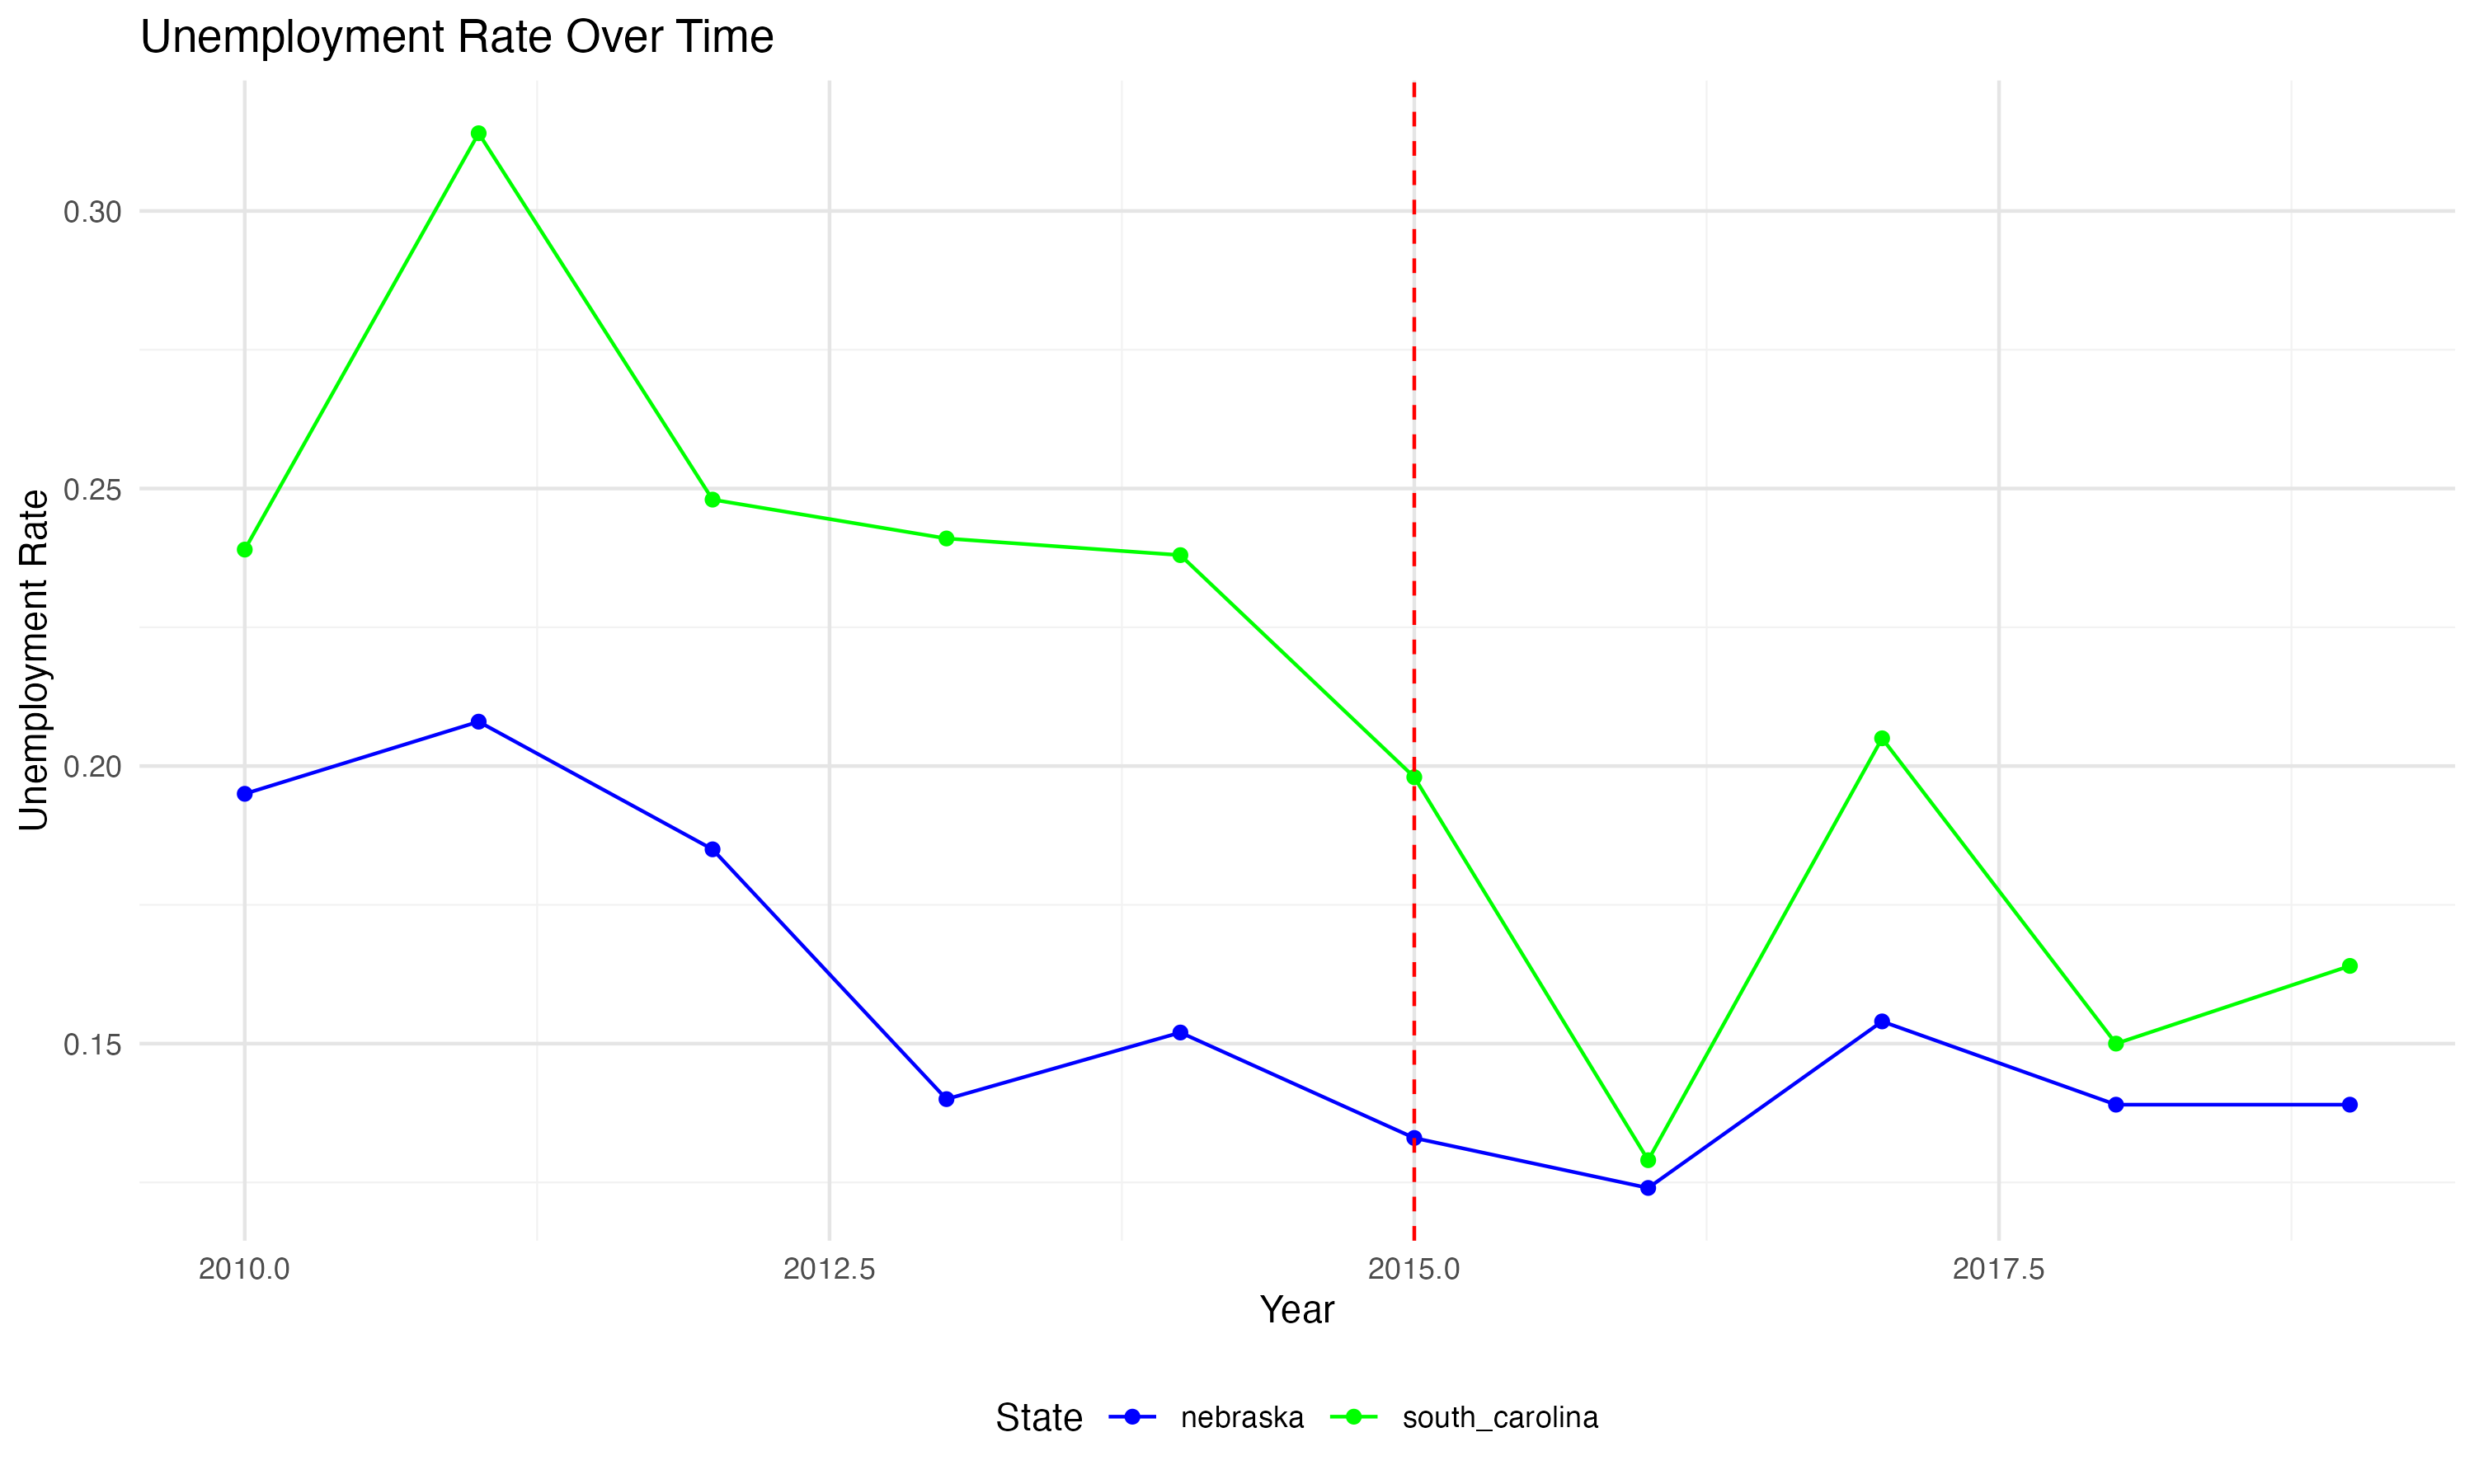 Unemployment Rate Over Time
Unemployment Rate
0.30
0.25
0.20
0.15
2010.0 2012.5 2015.0 2017.5
Year
State nebraska south_carolina